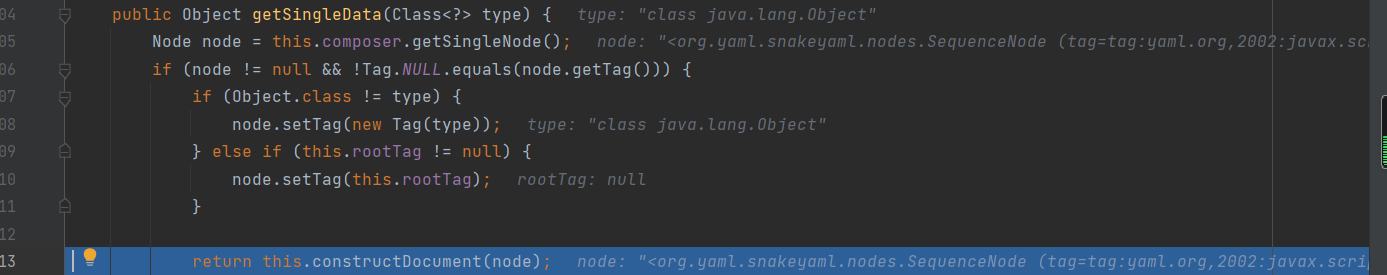 04 public Object getSingleData(Class<?> type) { type: "class java.lang.Object"
05 Node node = this.composer.getSingleNode(); node: "<org.yaml.snakeyaml.nodes.SequenceNode (tag=tag:yaml.org,2002:javax.scri
06 if (node != null && !Tag.NULL.equals(node.getTag())) {
07 if (Object.class != type) {
08 node.setTag(new Tag(type)); type: "class java.lang.Object"
09 } else if (this.rootTag != null) {
10 node.setTag(this.rootTag); rootTag: null
11 }
12
13 return this.constructDocument(node); node: "<org.yaml.snakeyaml.nodes.SequenceNode (tag=tag:yaml.org,2002:javax.scri